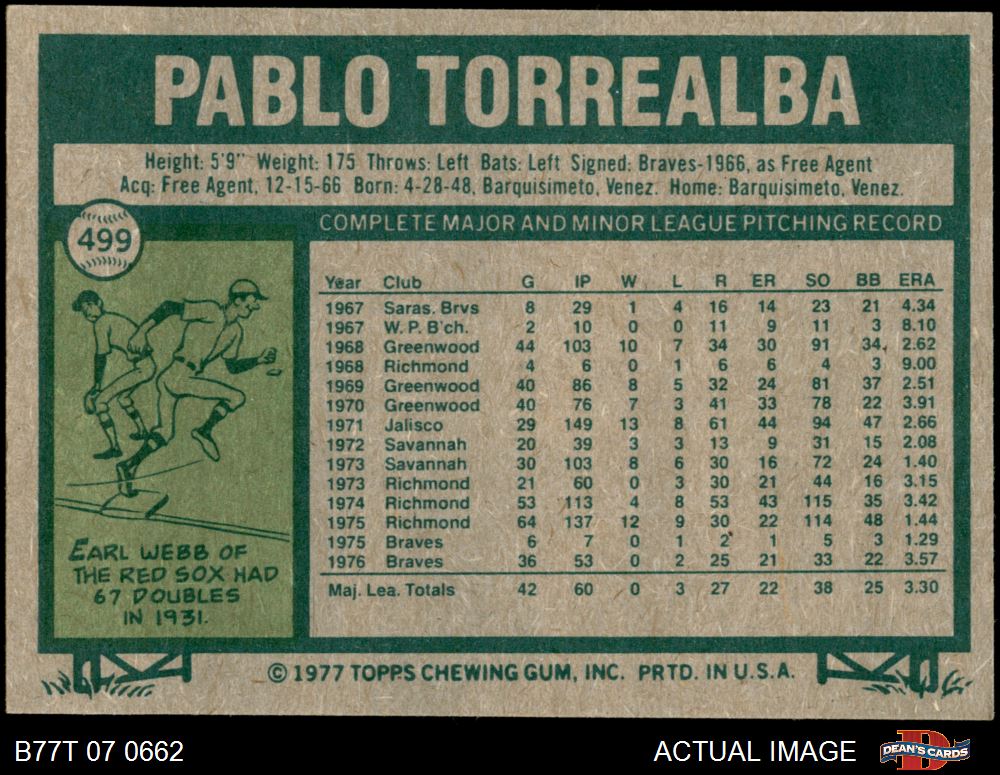 PABLO TORREALBA
Height: 5'9" Weight: 175 Throws: Left Bats: Left Signed: Braves-1966, as Free Agent
Acq: Free Agent, 12-15-66 Born: 4-28-48, Barquisimeto, Venez. Home: Barquisimeto, Venez.
499
COMPLETE MAJOR AND MINOR LEAGUE PITCHING RECORD
Year Club G IP W L R ER SO BB ERA
1967 Saras. Brvs 8 29 1 4 16 14 23 21 4.34
1967 W. P. B'ch. 2 10 0 0 11 9 11 3 8.10
1968 Greenwood 44 103 10 7 34 30 91 34 2.62
1968 Richmond 4 6 0 1 6 6 4 3 9.00
1969 Greenwood 40 86 8 5 32 24 81 37 2.51
1970 Greenwood 40 76 7 3 41 33 78 22 3.91
1971 Jalisco 29 149 13 8 61 44 94 47 2.66
1972 Savannah 20 39 3 3 13 9 31 15 2.08
1973 Savannah 30 103 8 6 30 16 72 24 1.40
1973 Richmond 21 60 0 3 30 21 44 16 3.15
1974 Richmond 53 113 4 8 53 43 115 35 3.42
1975 Richmond 64 137 12 9 30 22 114 48 1.44
1975 Braves 6 7 0 1 2 1 5 3 1.29
1976 Braves 36 53 0 2 25 21 33 22 3.57
Maj. Lea. Totals 42 60 0 3 27 22 38 25 3.30
EARL WEBB OF
THE RED SOX HAD
67 DOUBLES
IN 1931.
© 1977 TOPPS CHEWING GUM, INC. PRTD. IN U.S.A.
B77T 07 0662
ACTUAL IMAGE
DEAN'S CARDS